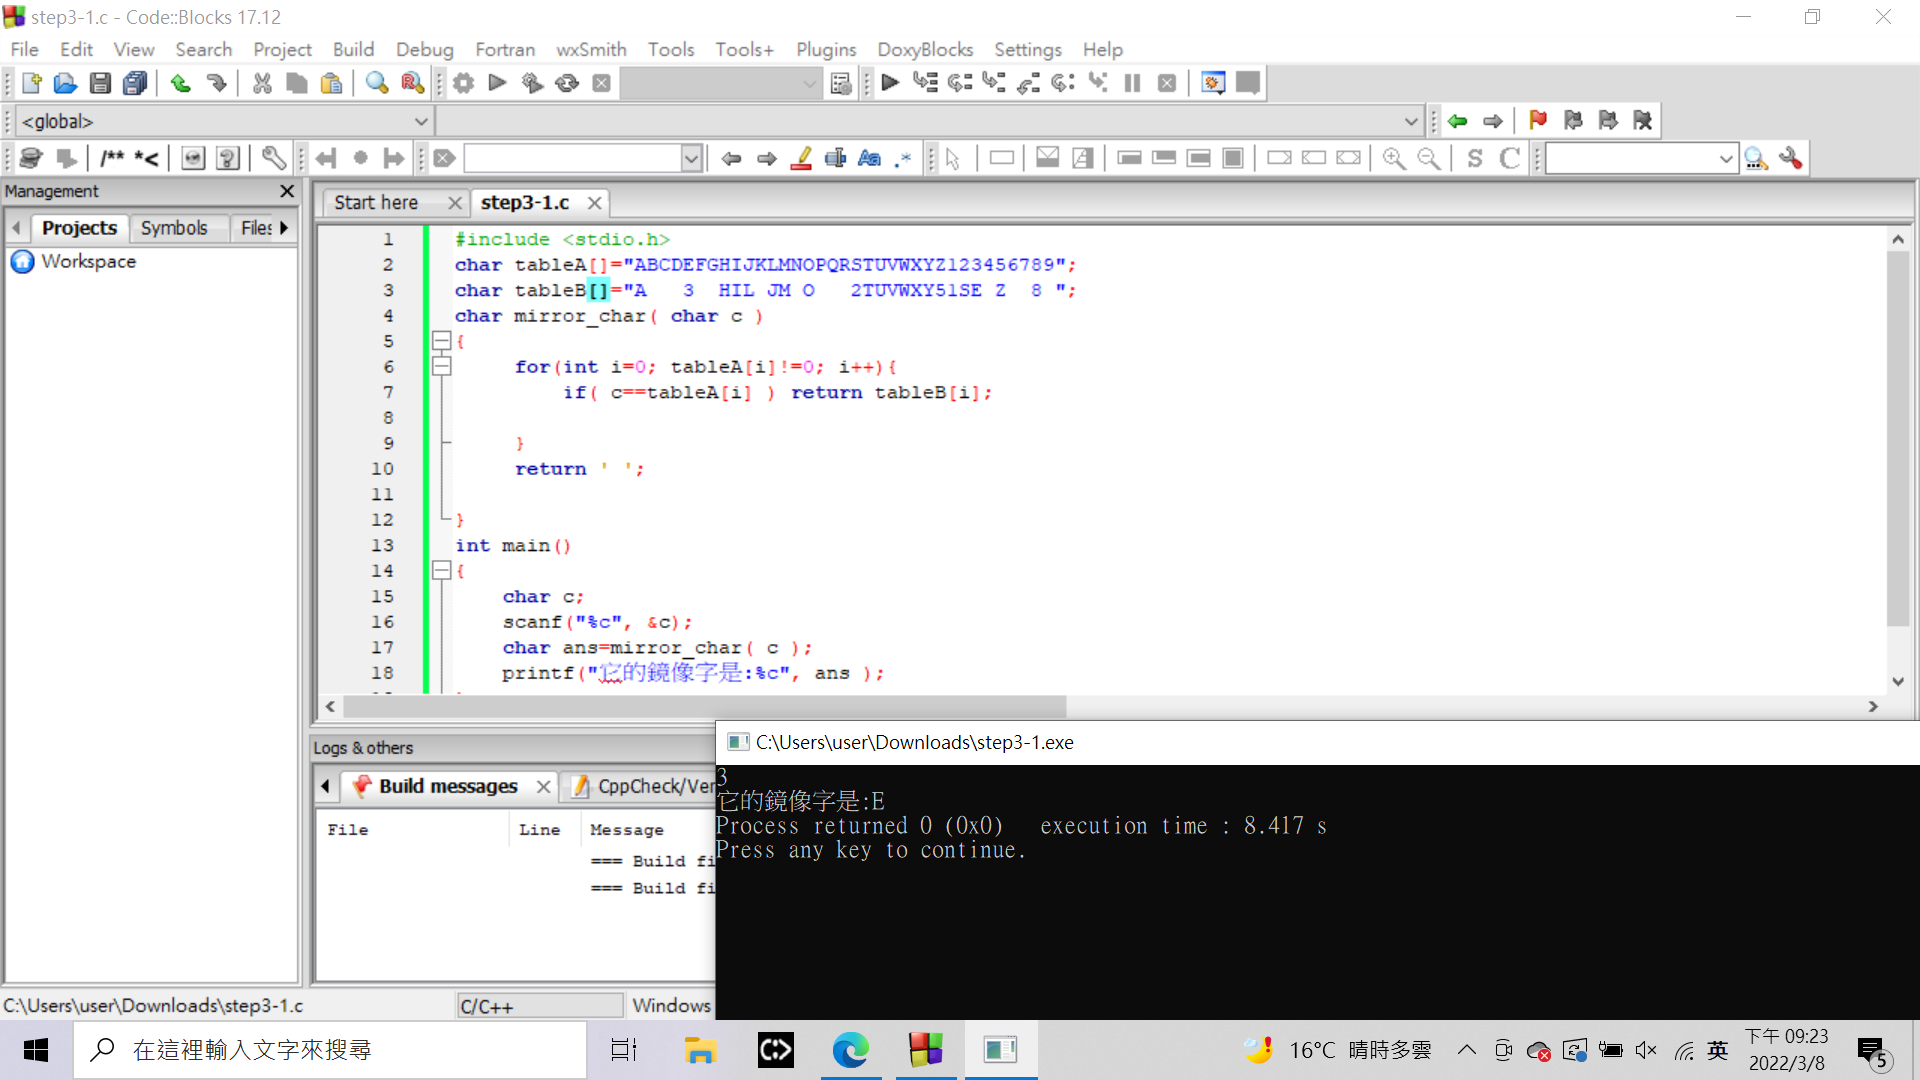 step3-1.c - Code::Blocks 17.12
File Edit View Search Project Build Debug Fortran wxSmith Tools Tools+ Plugins DoxyBlocks Settings Help
<global>
/** *<
S C
Management
Start here step3-1.c
Projects Symbols Files
Workspace
1 #include <stdio.h>
2 char tableA[]="ABCDEFGHIJKLMNOPQRSTUVWXYZ123456789";
3 char tableB[]="A   3  HIL JM O   2TUVWXY51SE Z  8 ";
4 char mirror_char( char c )
5 {
6      for(int i=0; tableA[i]!=0; i++){
7          if( c==tableA[i] ) return tableB[i];
8
9      }
10      return ' ';
11
12 }
13 int main()
14 {
15     char c;
16     scanf("%c", &c);
17     char ans=mirror_char( c );
18     printf("它的鏡像字是:%c", ans );
Logs & others
Build messages CppCheck/Ver
File Line Message
=== Build fi
=== Build fi
C:\Users\user\Downloads\step3-1.exe
3
它的鏡像字是:E
Process returned 0 (0x0)   execution time : 8.417 s
Press any key to continue.
C:\Users\user\Downloads\step3-1.c C/C++ Windows
在這裡輸入文字來搜尋
16°C 晴時多雲
英
下午 09:23
2022/3/8
5